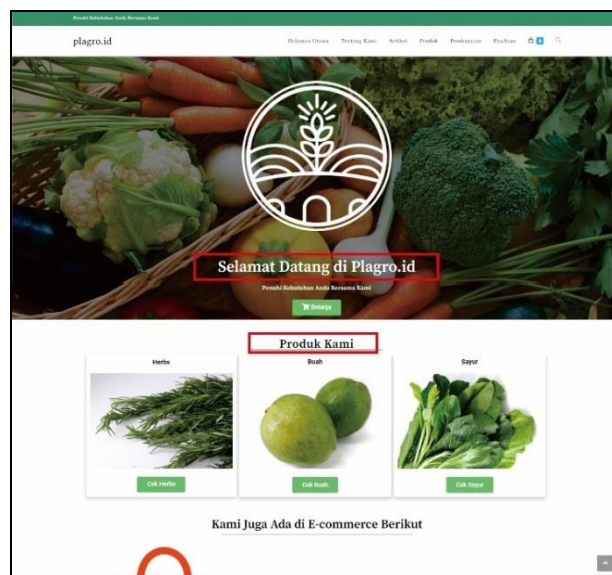 Penuhi Kebutuhan Anda Bersama Kami
plagro.id
Halaman Utama Tentang Kami Artikel Produk Pembayaran Panduan 0
Selamat Datang di Plagro.id
Penuhi Kebutuhan Anda Bersama Kami
Belanja
Produk Kami
Herbs Buah Sayur
Cek Herbs Cek Buah Cek Sayur
Kami Juga Ada di E-commerce Berikut